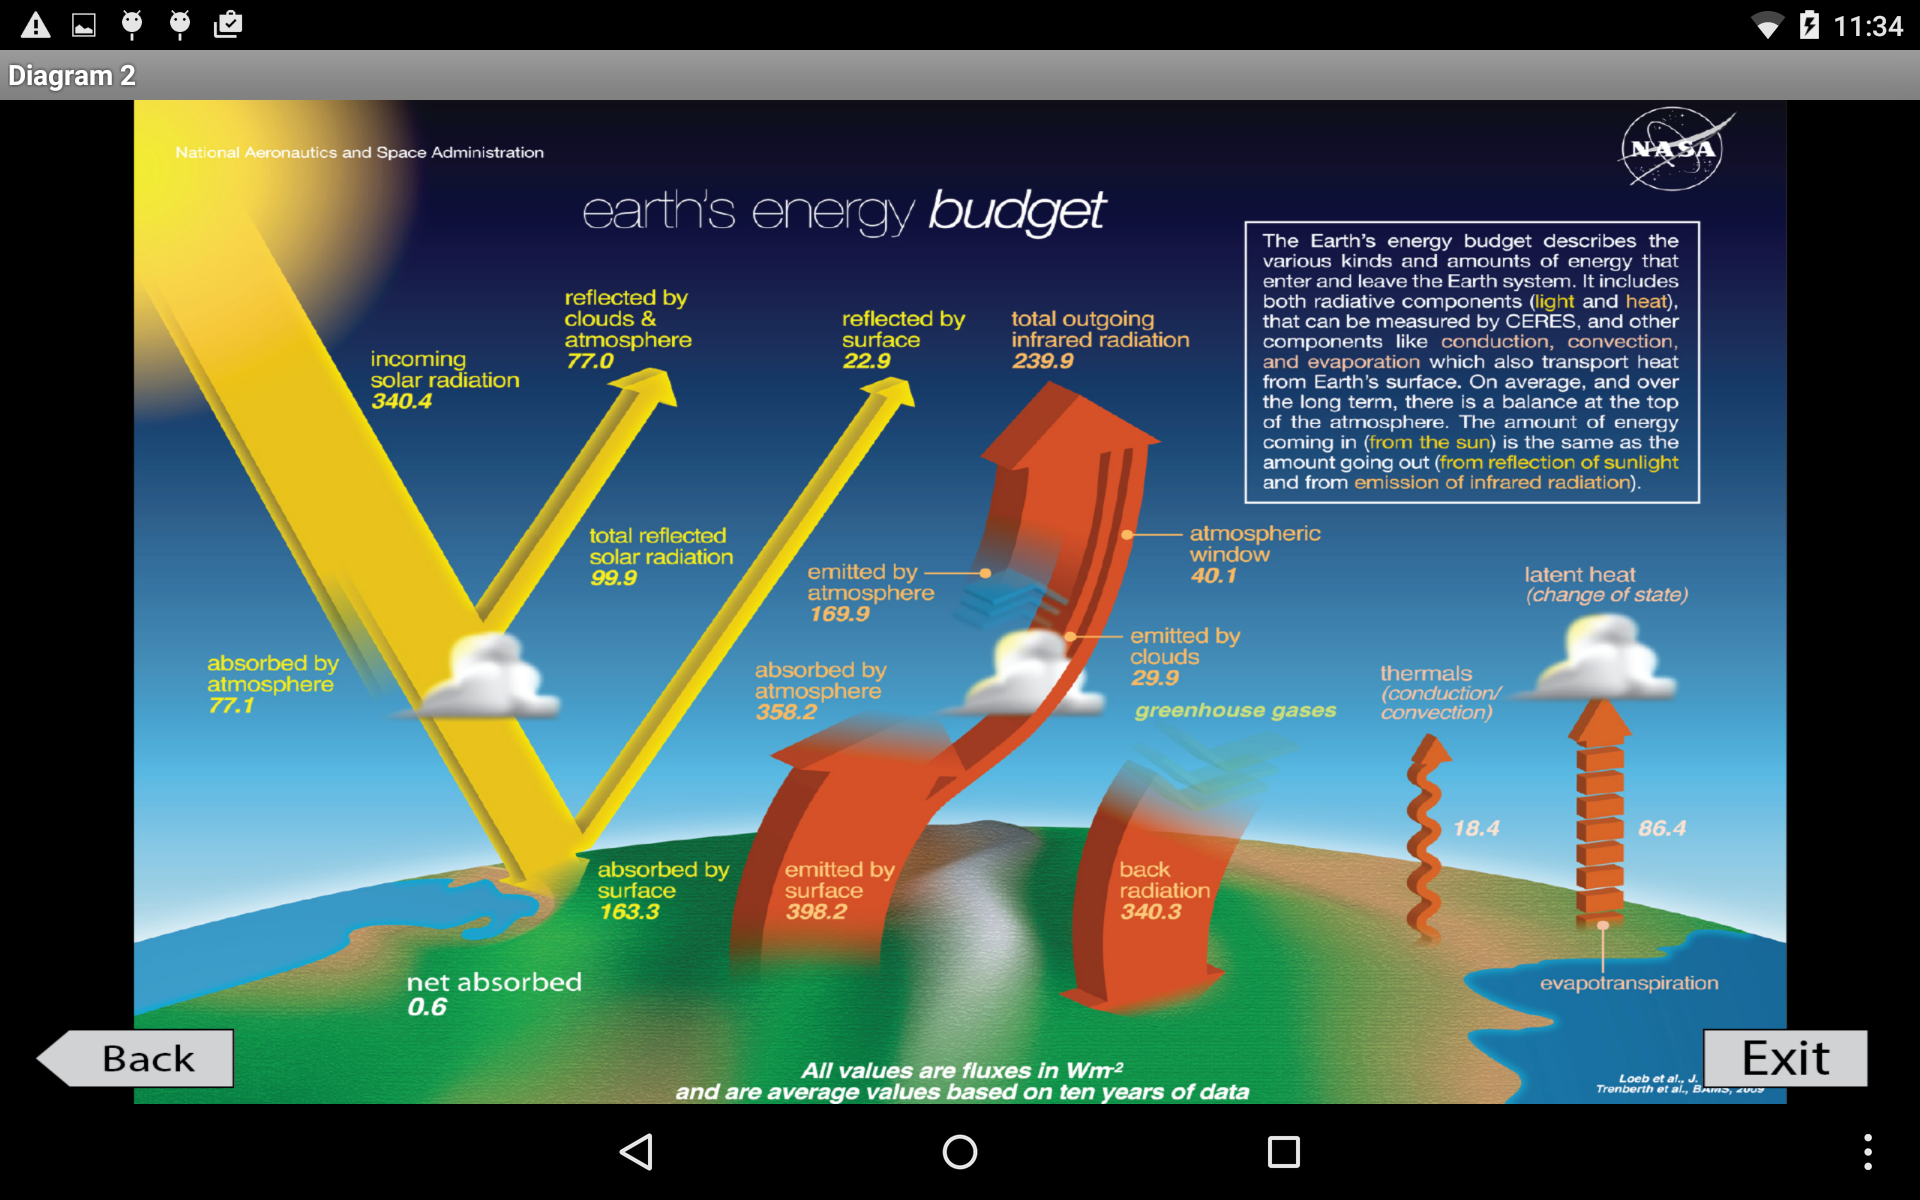 11:34
Diagram 2
National Aeronautics and Space Administration
NASA
earth's energy budget
The Earth's energy budget describes the
various kinds and amounts of energy that
enter and leave the Earth system. It includes
both radiative components (light and heat),
that can be measured by CERES, and other
components like conduction, convection,
and evaporation which also transport heat
from Earth's surface. On average, and over
the long term, there is a balance at the top
of the atmosphere. The amount of energy
coming in (from the sun) is the same as the
amount going out (from reflection of sunlight
and from emission of infrared radiation).
incoming
solar radiation
340.4
reflected by
clouds &
atmosphere
77.0
reflected by
surface
22.9
total outgoing
infrared radiation
239.9
total reflected
solar radiation
99.9
emitted by
atmosphere
169.9
atmospheric
window
40.1
latent heat
(change of state)
absorbed by
atmosphere
77.1
absorbed by
atmosphere
358.2
emitted by
clouds
29.9
greenhouse gases
thermals
(conduction/
convection)
18.4
86.4
absorbed by
surface
163.3
emitted by
surface
398.2
back
radiation
340.3
net absorbed
0.6
evapotranspiration
Back
Exit
All values are fluxes in Wm-2
and are average values based on ten years of data
Loeb et al., J.
Trenberth et al., BAMS, 2009